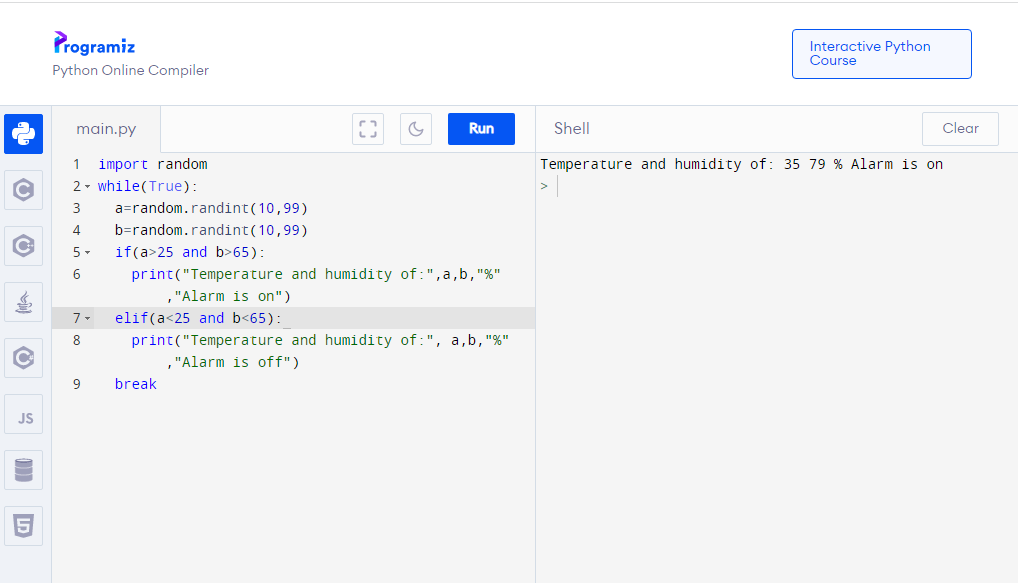 Programiz
Python Online Compiler
Interactive Python
Course
main.py
Run
Shell
Clear
1 import random
2 while(True):
3 a=random.randint(10,99)
4 b=random.randint(10,99)
5 if(a>25 and b>65):
6 print("Temperature and humidity of:",a,b,"%"
,"Alarm is on")
7 elif(a<25 and b<65):_
8 print("Temperature and humidity of:", a,b,"%"
,"Alarm is off")
9 break
Temperature and humidity of: 35 79 % Alarm is on
>
C
C++
C#
JS
5